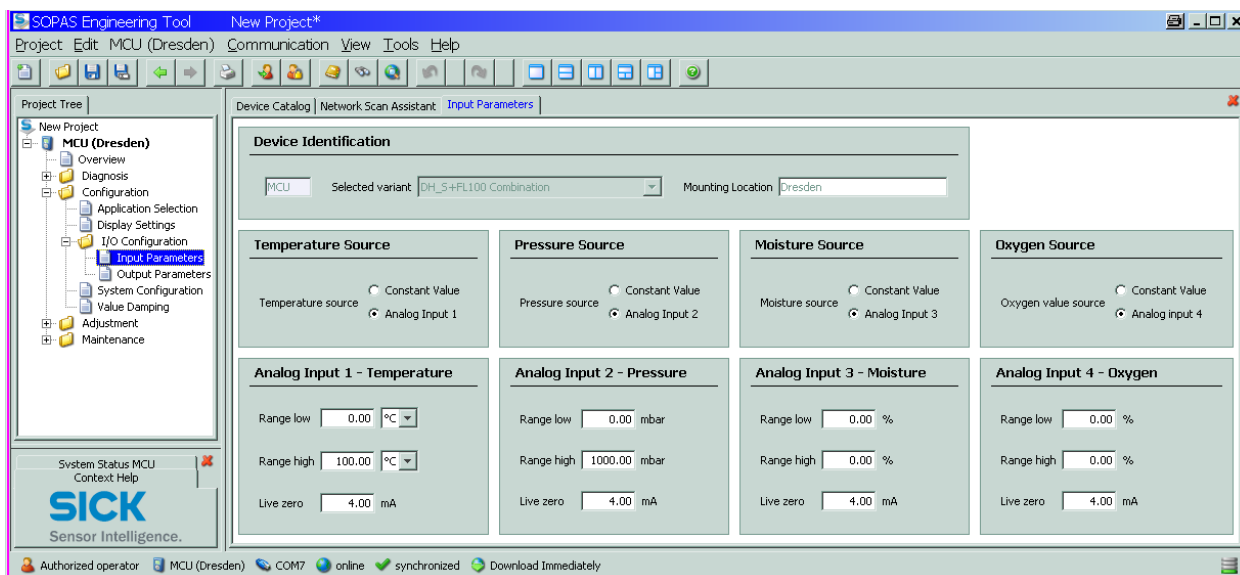 SOPAS Engineering Tool New Project*
Project Edit MCU (Dresden) Communication View Tools Help
Project Tree
New Project
MCU (Dresden)
Overview
Diagnosis
Configuration
Application Selection
Display Settings
I/O Configuration
Input Parameters
Output Parameters
System Configuration
Value Damping
Adjustment
Maintenance
System Status MCU
Context Help
SICK
Sensor Intelligence.
Device Catalog Network Scan Assistant Input Parameters
Device Identification
MCU Selected variant DH_S+FL100 Combination Mounting Location Dresden
Temperature Source
Temperature source
Constant Value
Analog Input 1
Pressure Source
Pressure source
Constant Value
Analog Input 2
Moisture Source
Moisture source
Constant Value
Analog Input 3
Oxygen Source
Oxygen value source
Constant Value
Analog input 4
Analog Input 1 - Temperature
Range low 0.00 °C
Range high 100.00 °C
Live zero 4.00 mA
Analog Input 2 - Pressure
Range low 0.00 mbar
Range high 1000.00 mbar
Live zero 4.00 mA
Analog Input 3 - Moisture
Range low 0.00 %
Range high 0.00 %
Live zero 4.00 mA
Analog Input 4 - Oxygen
Range low 0.00 %
Range high 0.00 %
Live zero 4.00 mA
Authorized operator MCU (Dresden) COM7 online synchronized Download Immediately